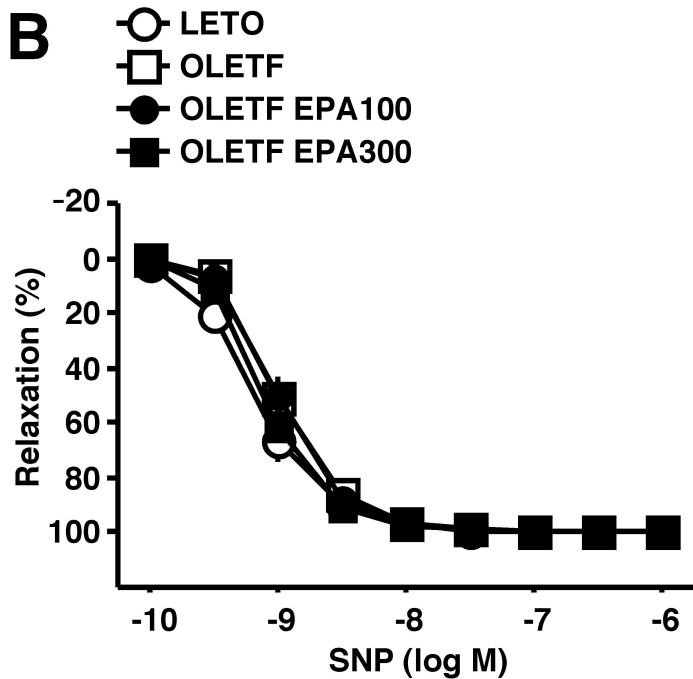 B
LETO
OLETF
OLETF EPA100
OLETF EPA300
-20
0
20
40
60
80
100
Relaxation (%)
-10 -9 -8 -7 -6
SNP (log M)